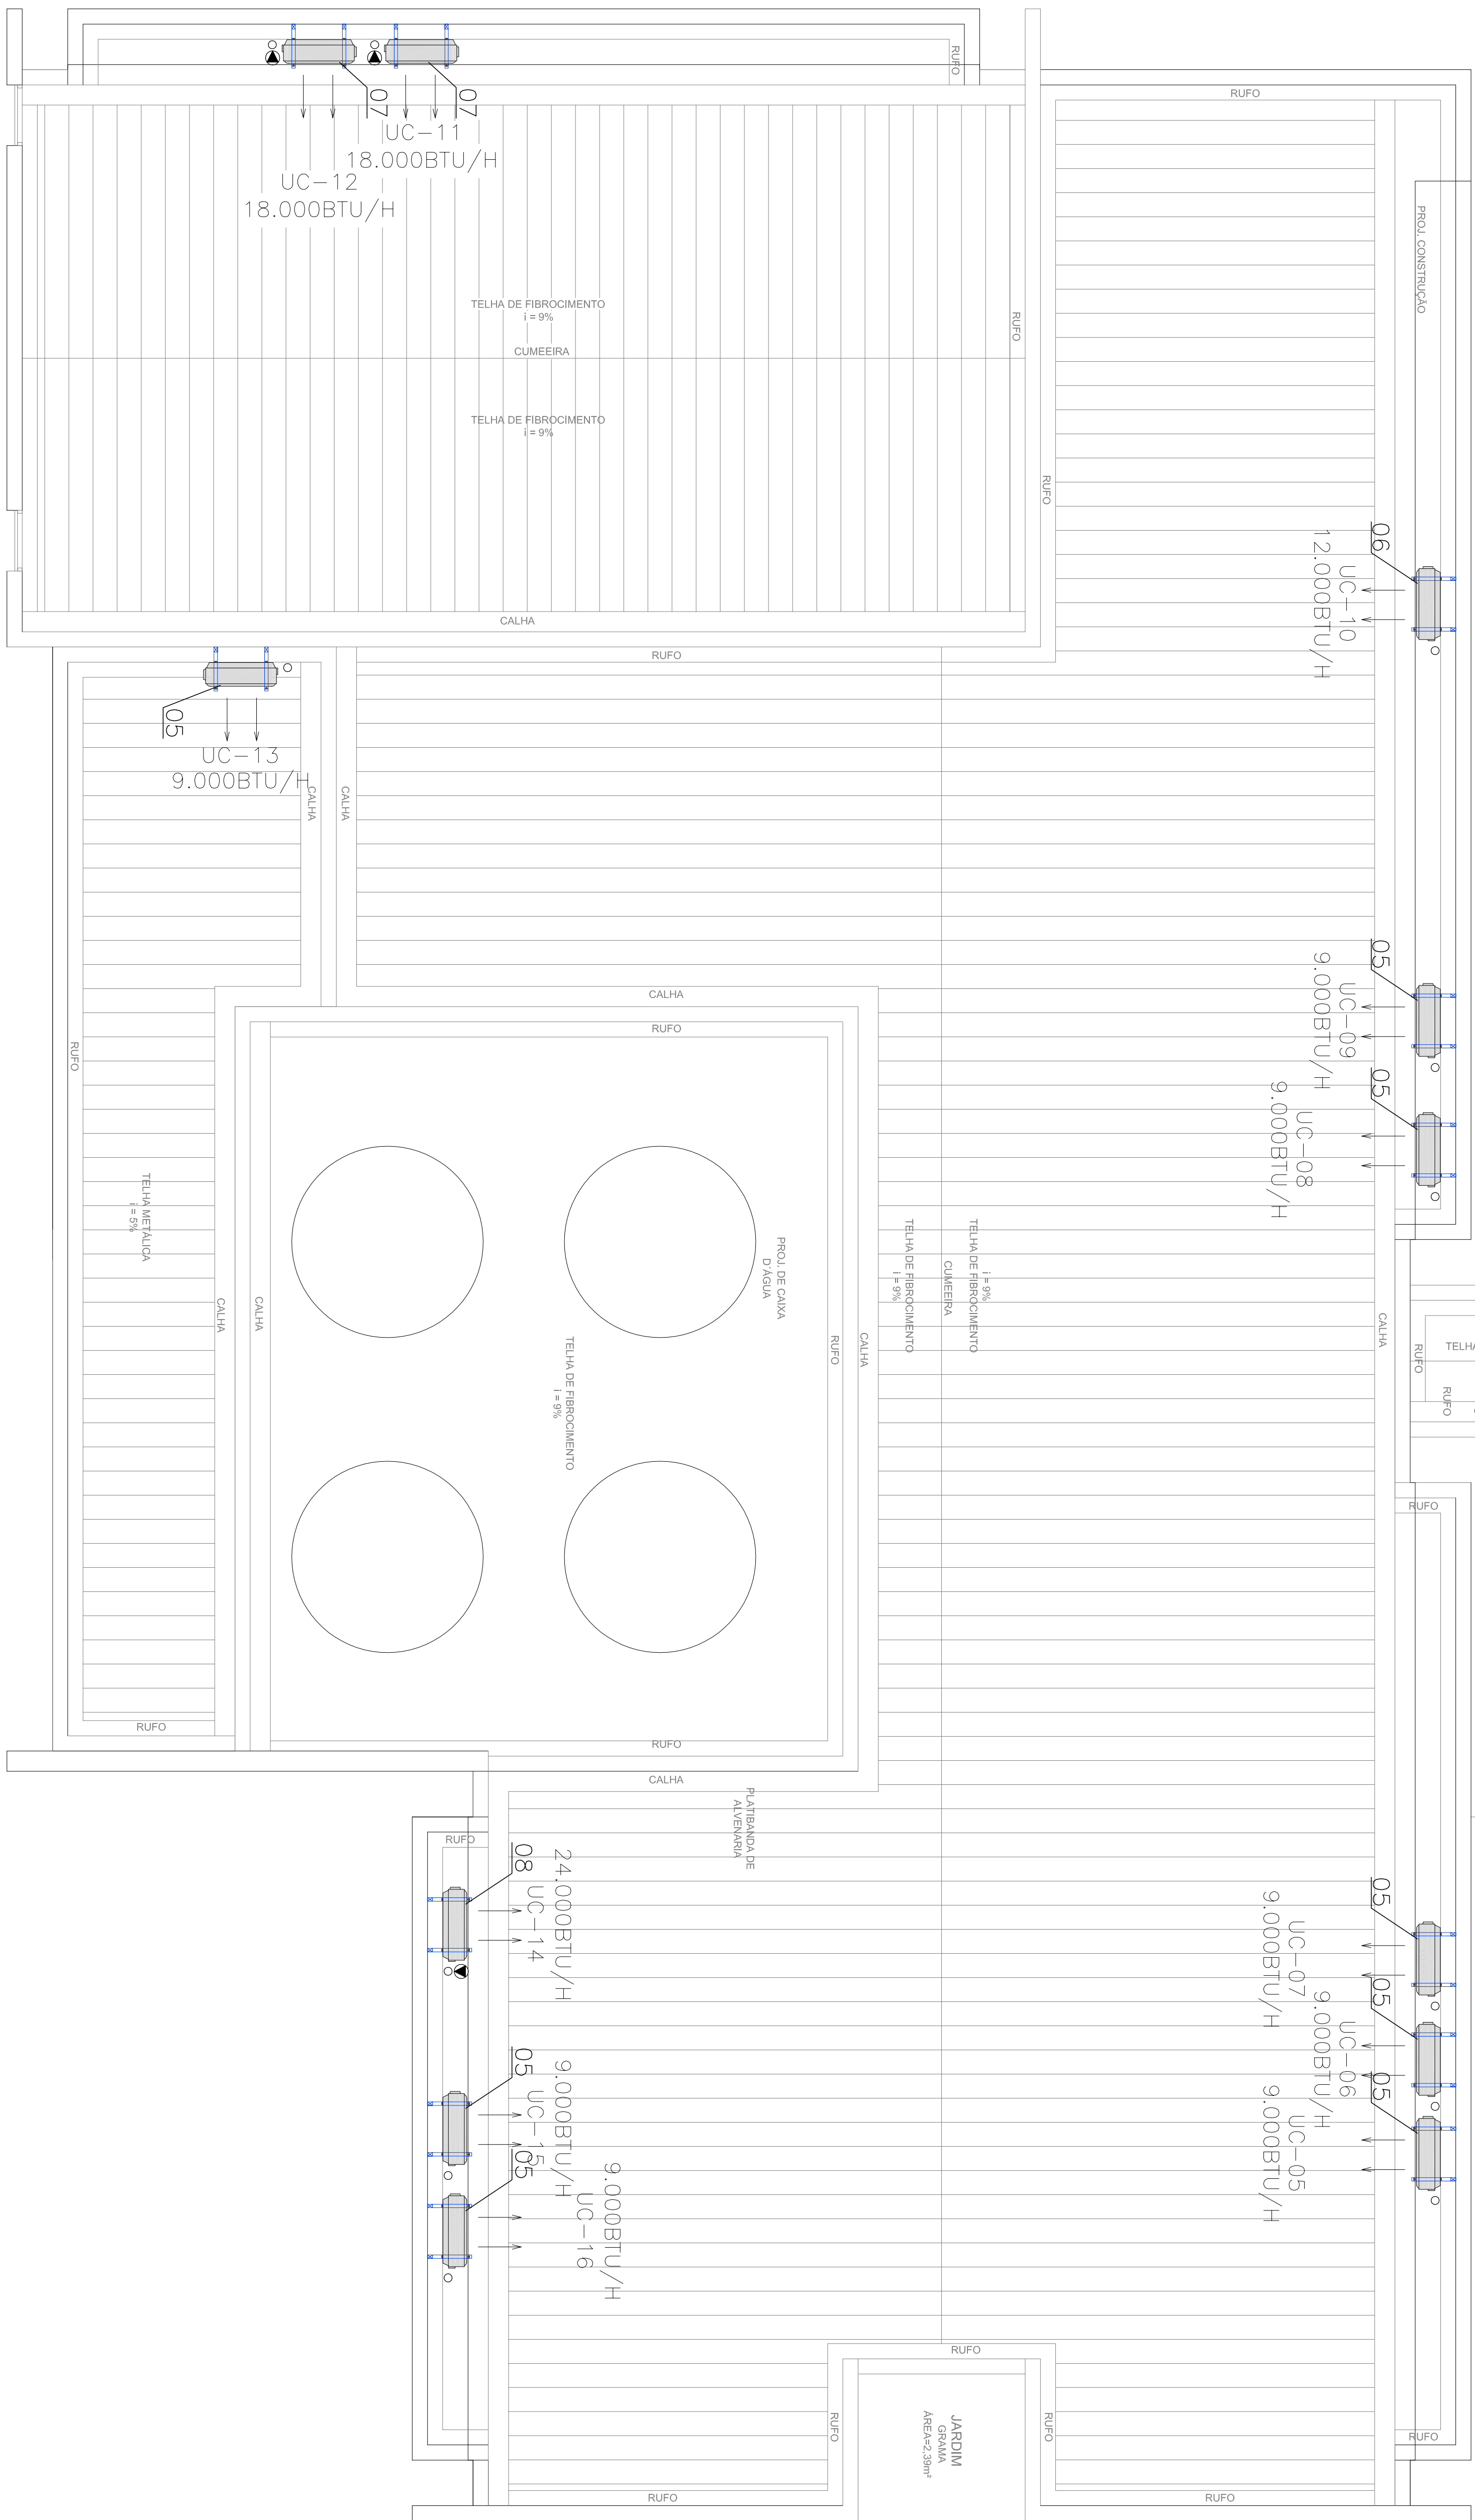 RUFO
07
07
UC-11
18.000BTU/H
UC-12
18.000BTU/H
RUFO
PROJ. CONSTRUÇÃO
TELHA DE FIBROCIMENTO
i = 9%
RUFO
CUMEEIRA
TELHA DE FIBROCIMENTO
i = 9%
RUFO
CALHA
RUFO
06
UC-10
12.000BTU/H
05
UC-13
9.000BTU/H
CALHA
CALHA
05
UC-09
9.000BTU/H
CALHA
RUFO
RUFO
05
UC-08
9.000BTU/H
TELHA METÁLICA
i = 5%
PROJ. DE CAIXA
D´ÁGUA
TELHA DE FIBROCIMENTO
i = 9%
CUMEEIRA
i = 9%
TELHA DE FIBROCIMENTO
CALHA
CALHA
TELHA DE FIBROCIMENTO
i = 9%
RUFO
CALHA
CALHA
RUFO
RUFO
RUFO
RUFO
RUFO
CALHA
PLATIBANDA DE
ALVENARIA
RUFO
08
24.000BTU/H
UC-14
05
UC-07
9.000BTU/H
05
UC-06
9.000BTU/H
05
UC-05
9.000BTU/H
05
9.000BTU/H
UC-15
05
9.000BTU/H
UC-16
RUFO
RUFO
RUFO
JARDIM
GRAMA
ÁREA=2,39m²
RUFO
RUFO
RUFO